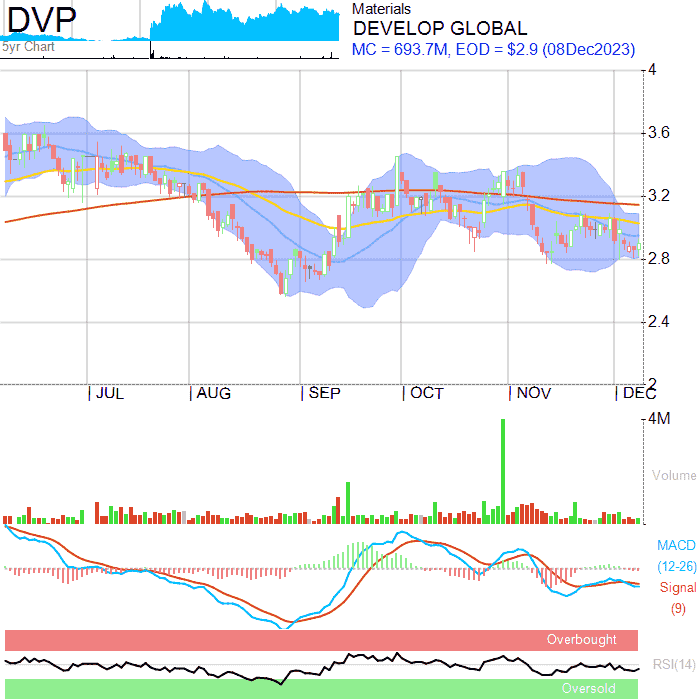 DVP
5yr Chart
Materials
DEVELOP GLOBAL
MC = 693.7M, EOD = $2.9 (08Dec2023)
4
3.6
3.2
2.8
2.4
2
JUL AUG SEP OCT NOV DEC
4M
Volume
MACD
(12-26)
Signal
(9)
Overbought
RSI(14)
Oversold